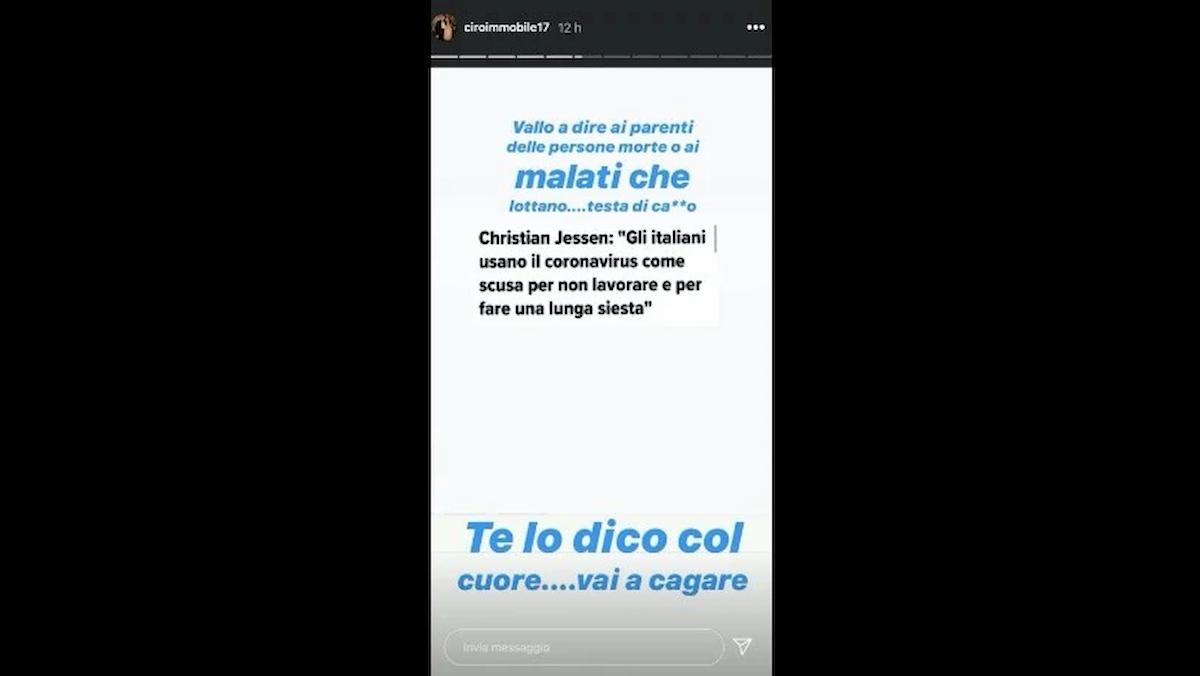 ciroimmobile17 12 h
Vallo a dire ai parenti
delle persone morte o ai
malati che
lottano....testa di ca**o
Christian Jessen: "Gli italiani
usano il coronavirus come
scusa per non lavorare e per
fare una lunga siesta"
Te lo dico col
cuore....vai a cagare
Invia messaggio